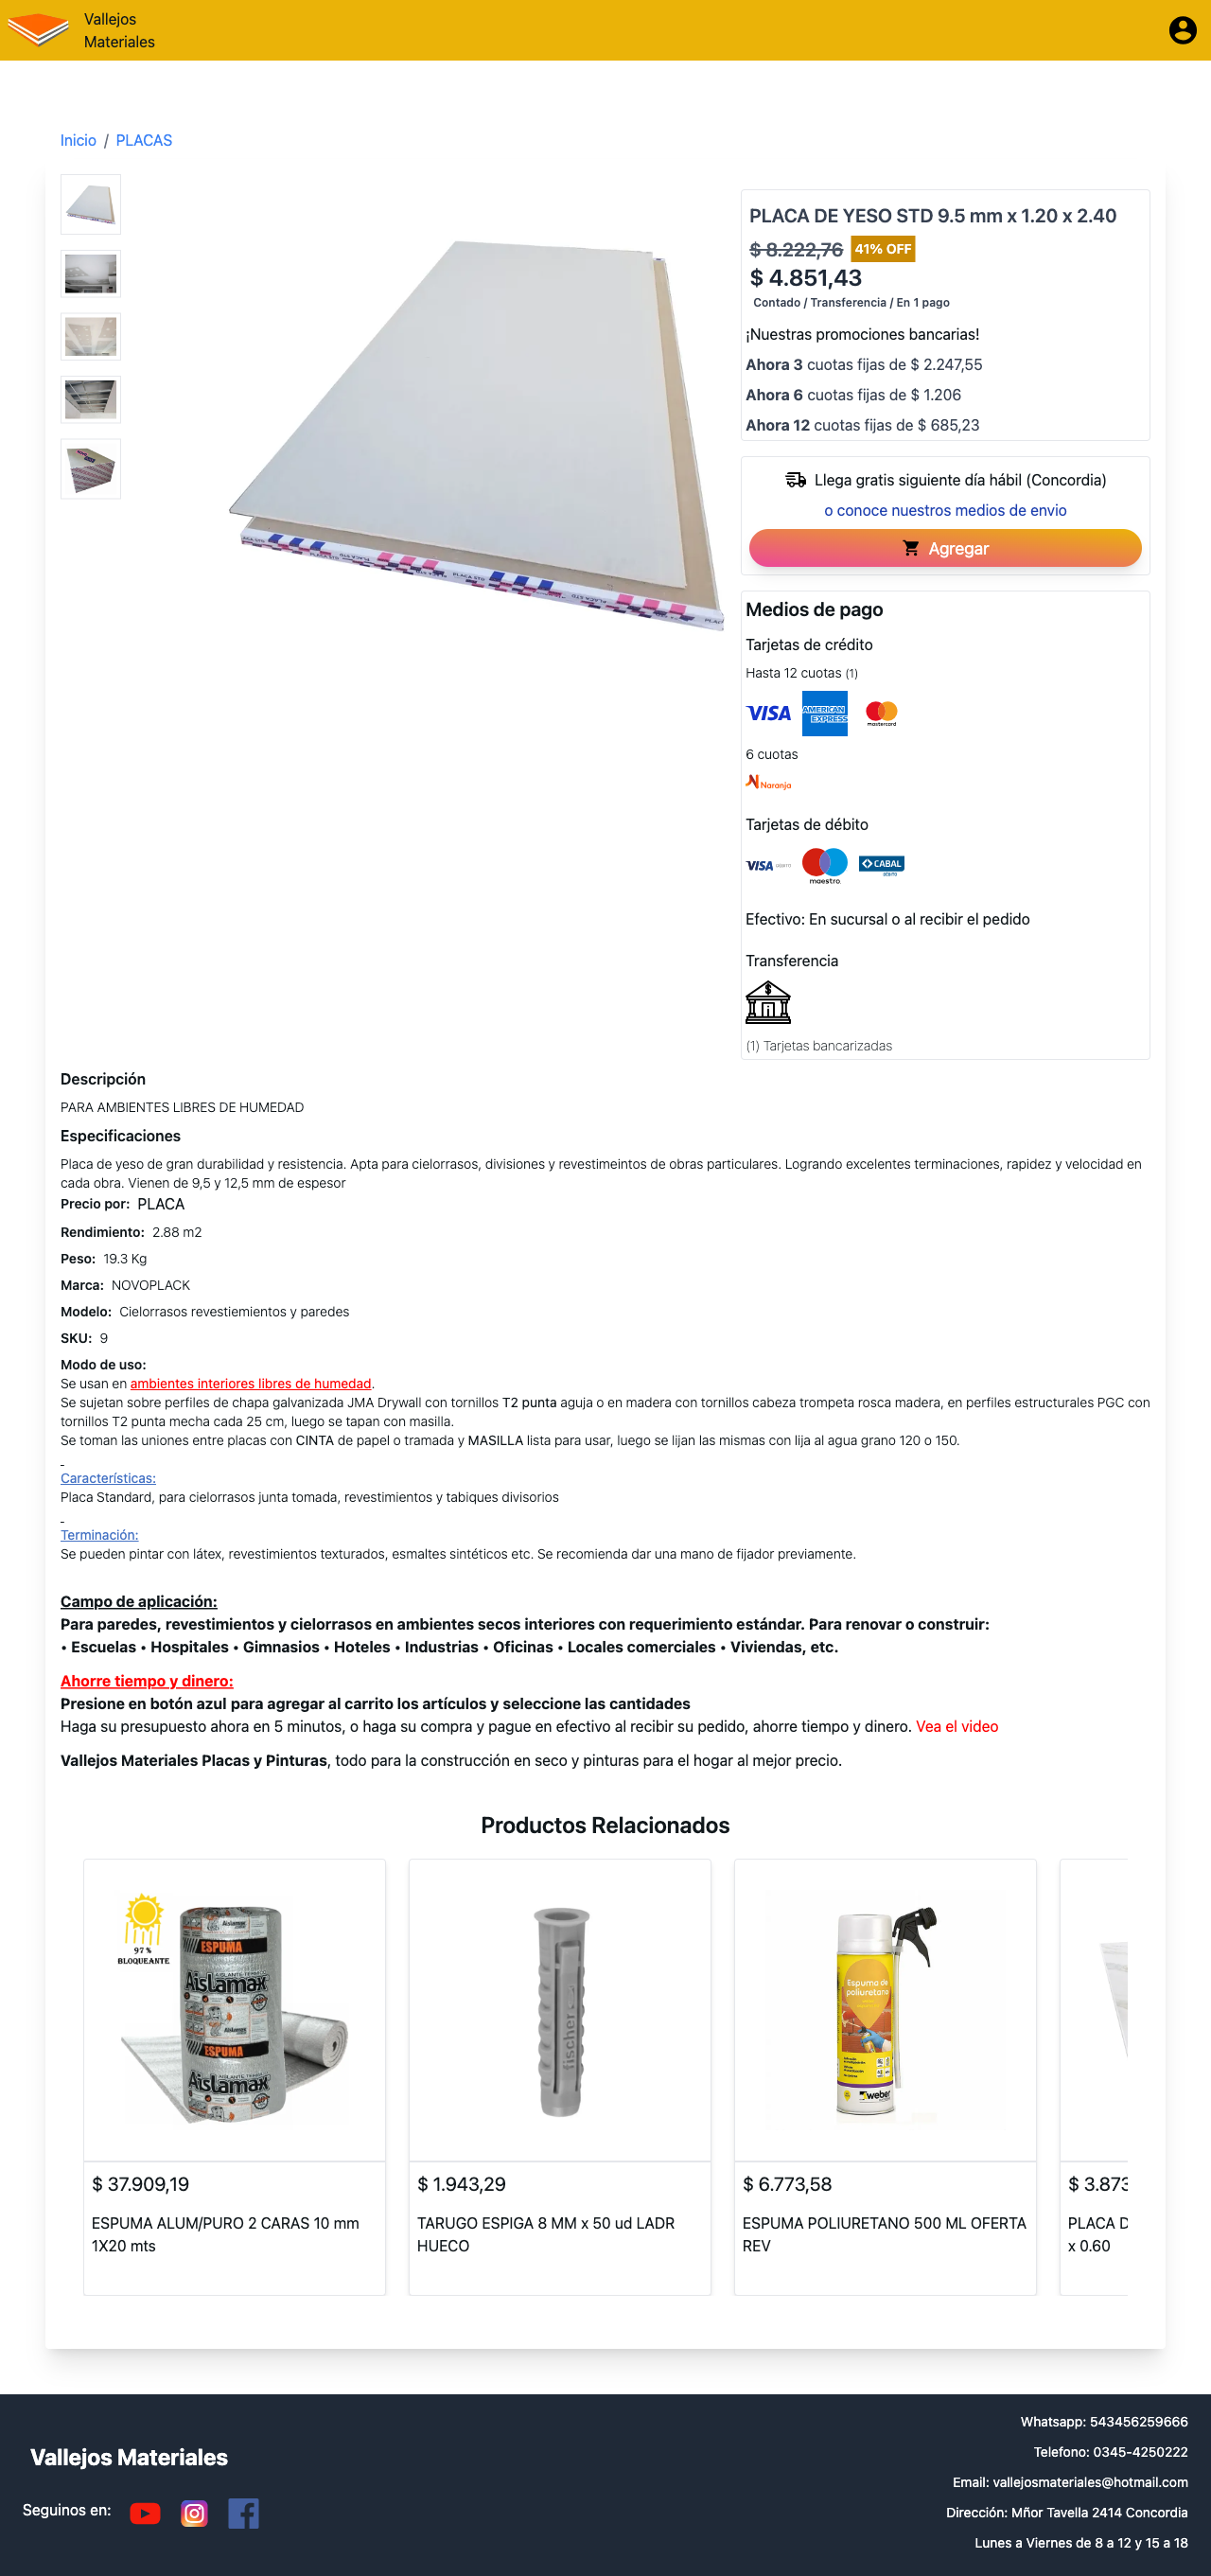 Vallejos
Materiales
Inicio / PLACAS
PLACA STD
PLACA DE YESO STD 9.5 mm x 1.20 x 2.40
$ 8.222,76 41% OFF
$ 4.851,43
Contado / Transferencia / En 1 pago
¡Nuestras promociones bancarias!
Ahora 3 cuotas fijas de $ 2.247,55
Ahora 6 cuotas fijas de $ 1.206
Ahora 12 cuotas fijas de $ 685,23
Llega gratis siguiente día hábil (Concordia)
o conoce nuestros medios de envio
Agregar
Medios de pago
Tarjetas de crédito
Hasta 12 cuotas (1)
VISA AMERICAN EXPRESS mastercard
6 cuotas
Naranja
Tarjetas de débito
VISA maestro CABAL
Efectivo: En sucursal o al recibir el pedido
Transferencia
(1) Tarjetas bancarizadas
Descripción
PARA AMBIENTES LIBRES DE HUMEDAD
Especificaciones
Placa de yeso de gran durabilidad y resistencia. Apta para cielorrasos, divisiones y revestimeintos de obras particulares. Logrando excelentes terminaciones, rapidez y velocidad en
cada obra. Vienen de 9,5 y 12,5 mm de espesor
Precio por: PLACA
Rendimiento: 2.88 m2
Peso: 19.3 Kg
Marca: NOVOPLACK
Modelo: Cielorrasos revestiemientos y paredes
SKU: 9
Modo de uso:
Se usan en ambientes interiores libres de humedad.
Se sujetan sobre perfiles de chapa galvanizada JMA Drywall con tornillos T2 punta aguja o en madera con tornillos cabeza trompeta rosca madera, en perfiles estructurales PGC con
tornillos T2 punta mecha cada 25 cm, luego se tapan con masilla.
Se toman las uniones entre placas con CINTA de papel o tramada y MASILLA lista para usar, luego se lijan las mismas con lija al agua grano 120 o 150.
Características:
Placa Standard, para cielorrasos junta tomada, revestimientos y tabiques divisorios
Terminación:
Se pueden pintar con látex, revestimientos texturados, esmaltes sintéticos etc. Se recomienda dar una mano de fijador previamente.
Campo de aplicación:
Para paredes, revestimientos y cielorrasos en ambientes secos interiores con requerimiento estándar. Para renovar o construir:
• Escuelas • Hospitales • Gimnasios • Hoteles • Industrias • Oficinas • Locales comerciales • Viviendas, etc.
Ahorre tiempo y dinero:
Presione en botón azul para agregar al carrito los artículos y seleccione las cantidades
Haga su presupuesto ahora en 5 minutos, o haga su compra y pague en efectivo al recibir su pedido, ahorre tiempo y dinero. Vea el video
Vallejos Materiales Placas y Pinturas, todo para la construcción en seco y pinturas para el hogar al mejor precio.
Productos Relacionados
97 %
BLOQUEANTE
Aislamax
ESPUMA
Aislamax
ESPUMA
Aislamax
fischer
Espuma de
poliuretano
weber
$ 37.909,19
ESPUMA ALUM/PURO 2 CARAS 10 mm
1X20 mts
$ 1.943,29
TARUGO ESPIGA 8 MM x 50 ud LADR
HUECO
$ 6.773,58
ESPUMA POLIURETANO 500 ML OFERTA
REV
$ 3.873
PLACA D
x 0.60
Vallejos Materiales
Seguinos en:
Whatsapp: 543456259666
Telefono: 0345-4250222
Email: vallejosmateriales@hotmail.com
Dirección: Mñor Tavella 2414 Concordia
Lunes a Viernes de 8 a 12 y 15 a 18